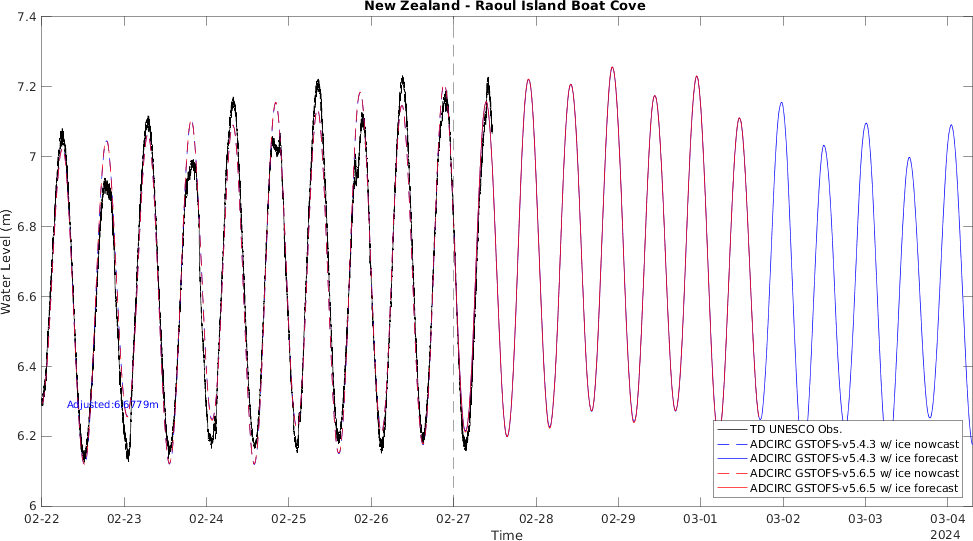 New Zealand - Raoul Island Boat Cove
7.4
7.2
7
6.8
6.6
6.4
6.2
6
Water Level (m)
Adjusted:6.6779m
TD UNESCO Obs.
ADCIRC GSTOFS-v5.4.3 w/ ice nowcast
ADCIRC GSTOFS-v5.4.3 w/ ice forecast
ADCIRC GSTOFS-v5.6.5 w/ ice nowcast
ADCIRC GSTOFS-v5.6.5 w/ ice forecast
02-22 02-23 02-24 02-25 02-26 02-27 02-28 02-29 03-01 03-02 03-03 03-04
2024
Time